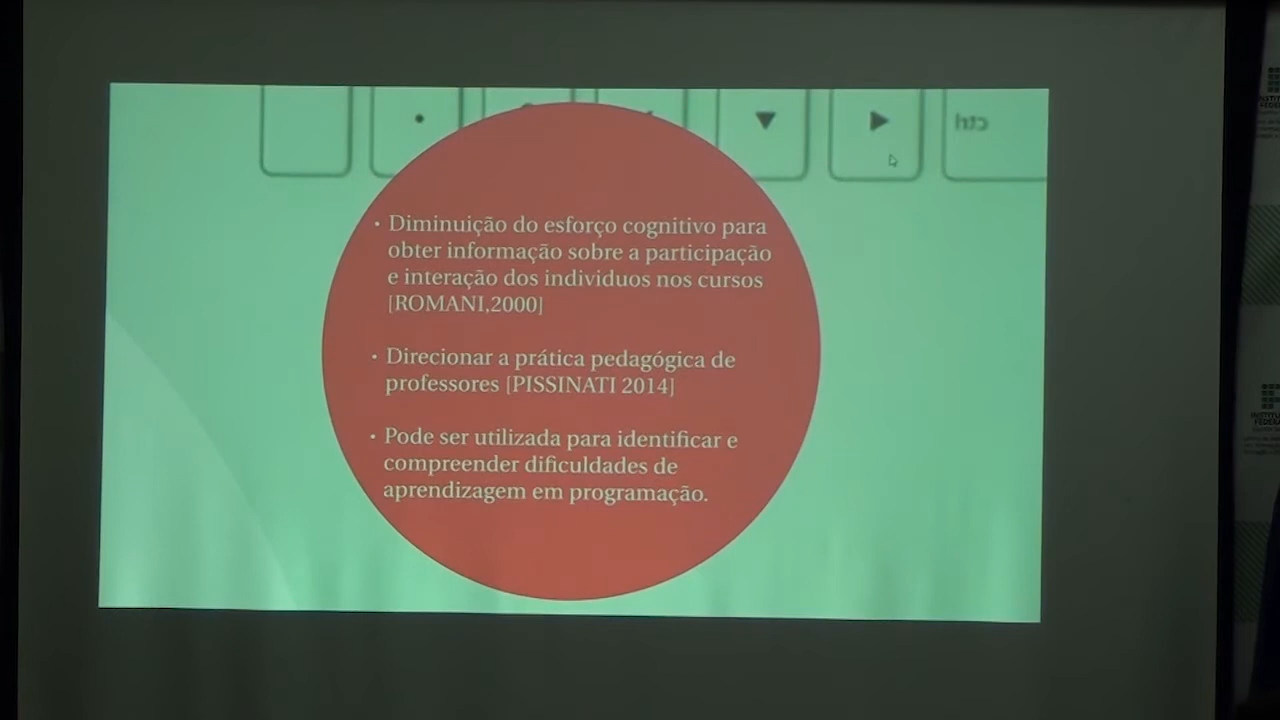 ctrl
• Diminuição do esforço cognitivo para
obter informação sobre a participação
e interação dos individuos nos cursos
[ROMANI,2000]
• Direcionar a prática pedagógica de
professores [PISSINATI 2014]
• Pode ser utilizada para identificar e
compreender dificuldades de
aprendizagem em programação.